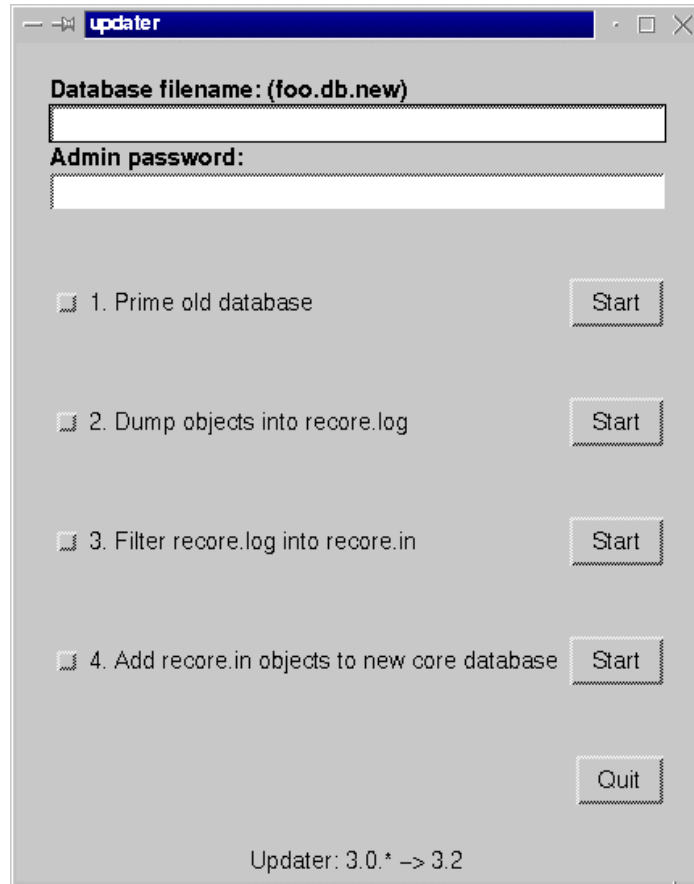 updater
Database filename: (foo.db.new)
Admin password:
1. Prime old database Start
2. Dump objects into recore.log Start
3. Filter recore.log into recore.in Start
4. Add recore.in objects to new core database Start
Quit
Updater: 3.0.* -> 3.2